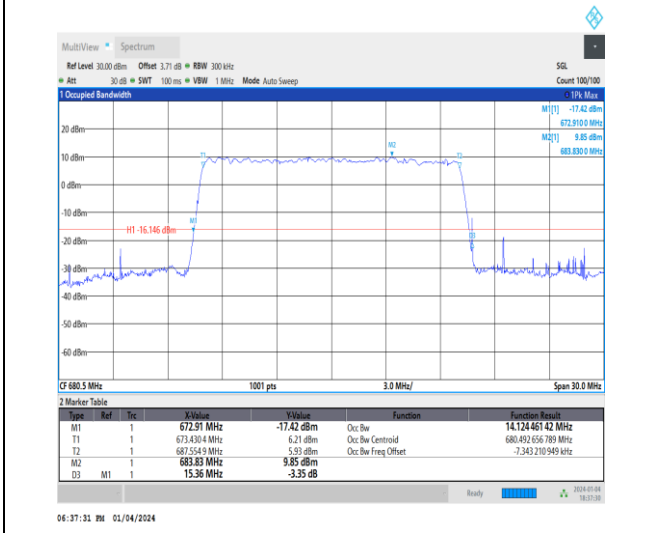 MultiView Spectrum
Ref Level 30.00 dBm Offset 3.71 dB RBW 300 kHz SGL
Att 30 dB SWT 100 ms VBW 1 MHz Mode Auto Sweep Count 100/100
1 Occupied Bandwidth 1Pk Max
M1[1] -17.42 dBm
672.910 0 MHz
M2[1] 9.85 dBm
683.830 0 MHz
20 dBm
M2
T1 T2
10 dBm
0 dBm
-10 dBm
M1
H1 -16.146 dBm
-20 dBm
-30 dBm
-40 dBm
-50 dBm
-60 dBm
CF 680.5 MHz 1001 pts 3.0 MHz/ Span 30.0 MHz
2 Marker Table
Type Ref Trc X-Value Y-Value Function Function Result
M1 1 672.91 MHz -17.42 dBm Occ Bw 14.124 461 42 MHz
T1 1 673.430 4 MHz 6.21 dBm Occ Bw Centroid 680.492 656 789 MHz
T2 1 687.554 9 MHz 5.93 dBm Occ Bw Freq Offset -7.343 210 949 kHz
M2 1 683.83 MHz 9.85 dBm
D3 M1 1 15.36 MHz -3.35 dB
Ready 2024-01-04
18:37:30
06:37:31 PM 01/04/2024